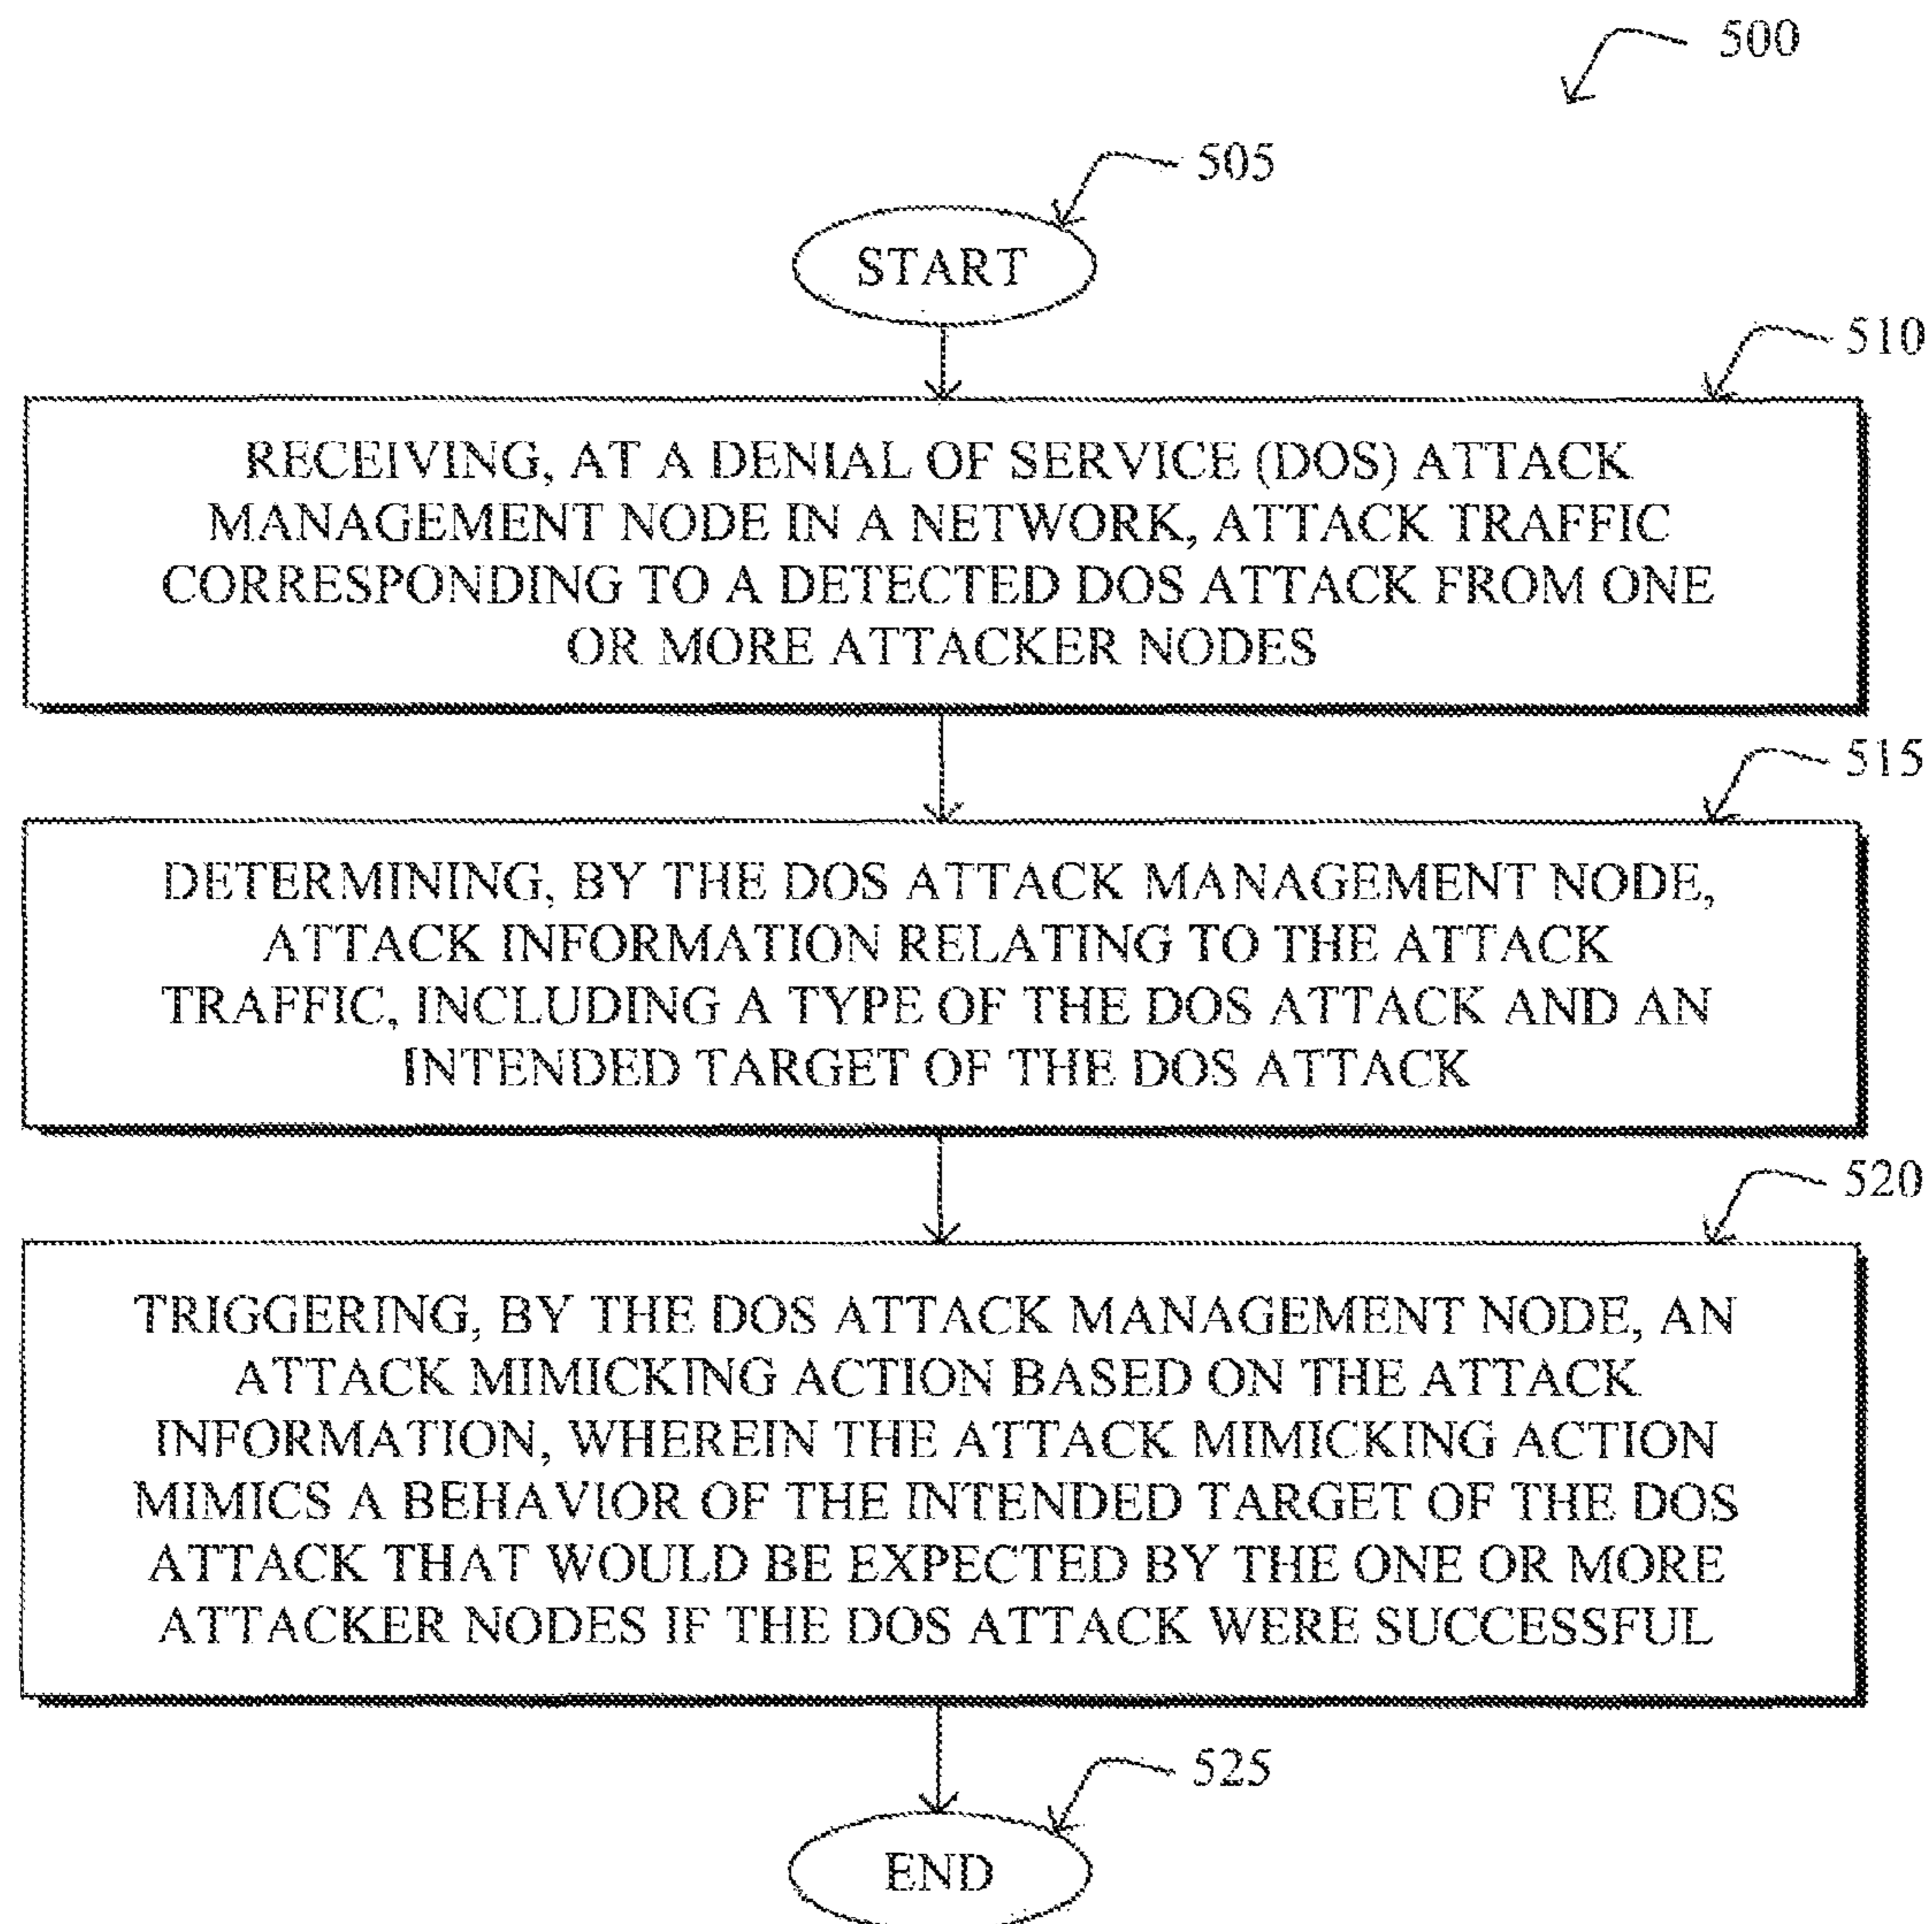 500
505
START
510
RECEIVING, AT A DENIAL OF SERVICE (DOS) ATTACK
MANAGEMENT NODE IN A NETWORK, ATTACK TRAFFIC
CORRESPONDING TO A DETECTED DOS ATTACK FROM ONE
OR MORE ATTACKER NODES
515
DETERMINING, BY THE DOS ATTACK MANAGEMENT NODE,
ATTACK INFORMATION RELATING TO THE ATTACK
TRAFFIC, INCLUDING A TYPE OF THE DOS ATTACK AND AN
INTENDED TARGET OF THE DOS ATTACK
520
TRIGGERING, BY THE DOS ATTACK MANAGEMENT NODE, AN
ATTACK MIMICKING ACTION BASED ON THE ATTACK
INFORMATION, WHEREIN THE ATTACK MIMICKING ACTION
MIMICS A BEHAVIOR OF THE INTENDED TARGET OF THE DOS
ATTACK THAT WOULD BE EXPECTED BY THE ONE OR MORE
ATTACKER NODES IF THE DOS ATTACK WERE SUCCESSFUL
525
END